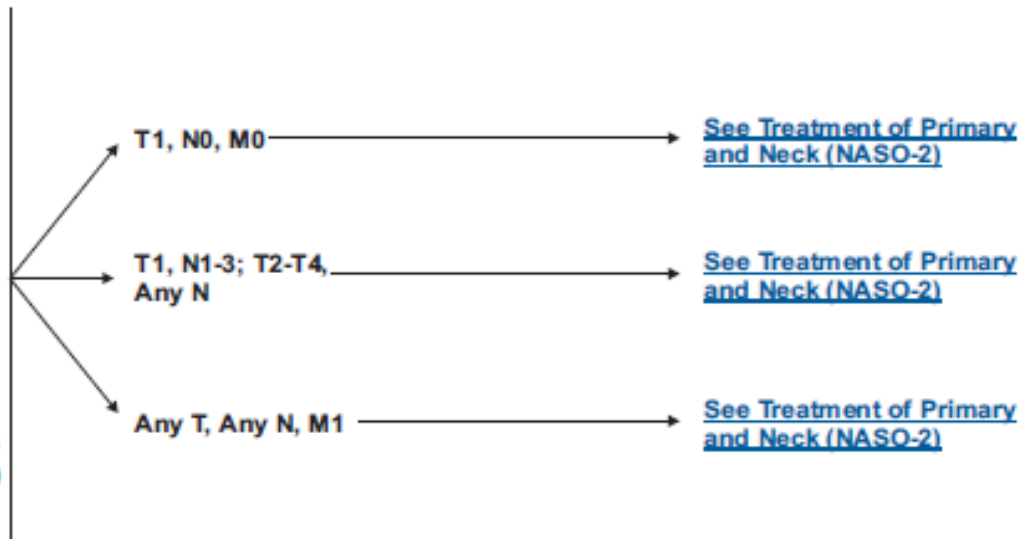 T1, N0, M0
See Treatment of Primary
and Neck (NASO-2)
T1, N1-3; T2-T4,
Any N
See Treatment of Primary
and Neck (NASO-2)
Any T, Any N, M1
See Treatment of Primary
and Neck (NASO-2)